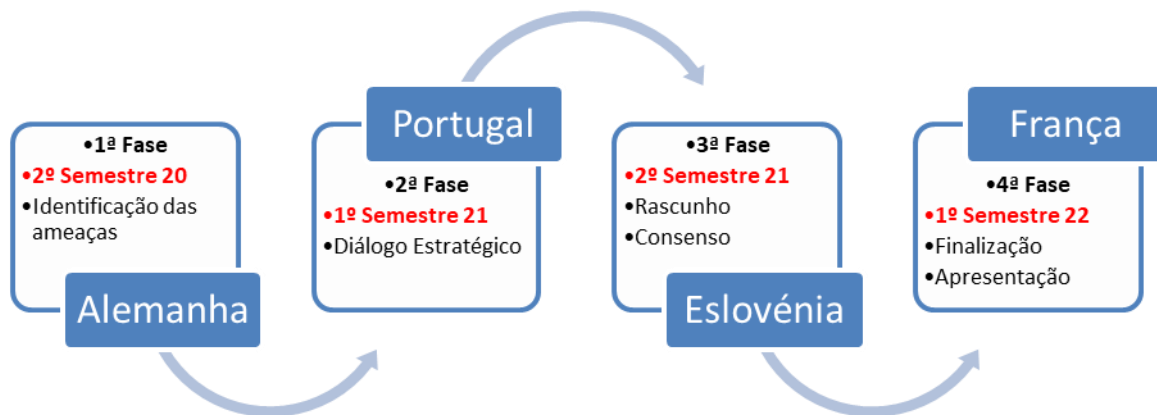 •1ª Fase
•2º Semestre 20
•Identificação das
ameaças
Alemanha
Portugal
•2ª Fase
•1º Semestre 21
•Diálogo Estratégico
•3ª Fase
•2º Semestre 21
•Rascunho
•Consenso
Eslovénia
França
•4ª Fase
•1º Semestre 22
•Finalização
•Apresentação